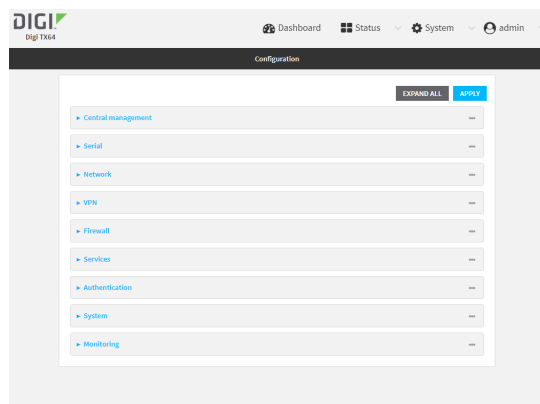 DIGI
Digi TX64
Dashboard Status System admin
Configuration
EXPAND ALL APPLY
Central management
Serial
Network
VPN
Firewall
Services
Authentication
System
Monitoring